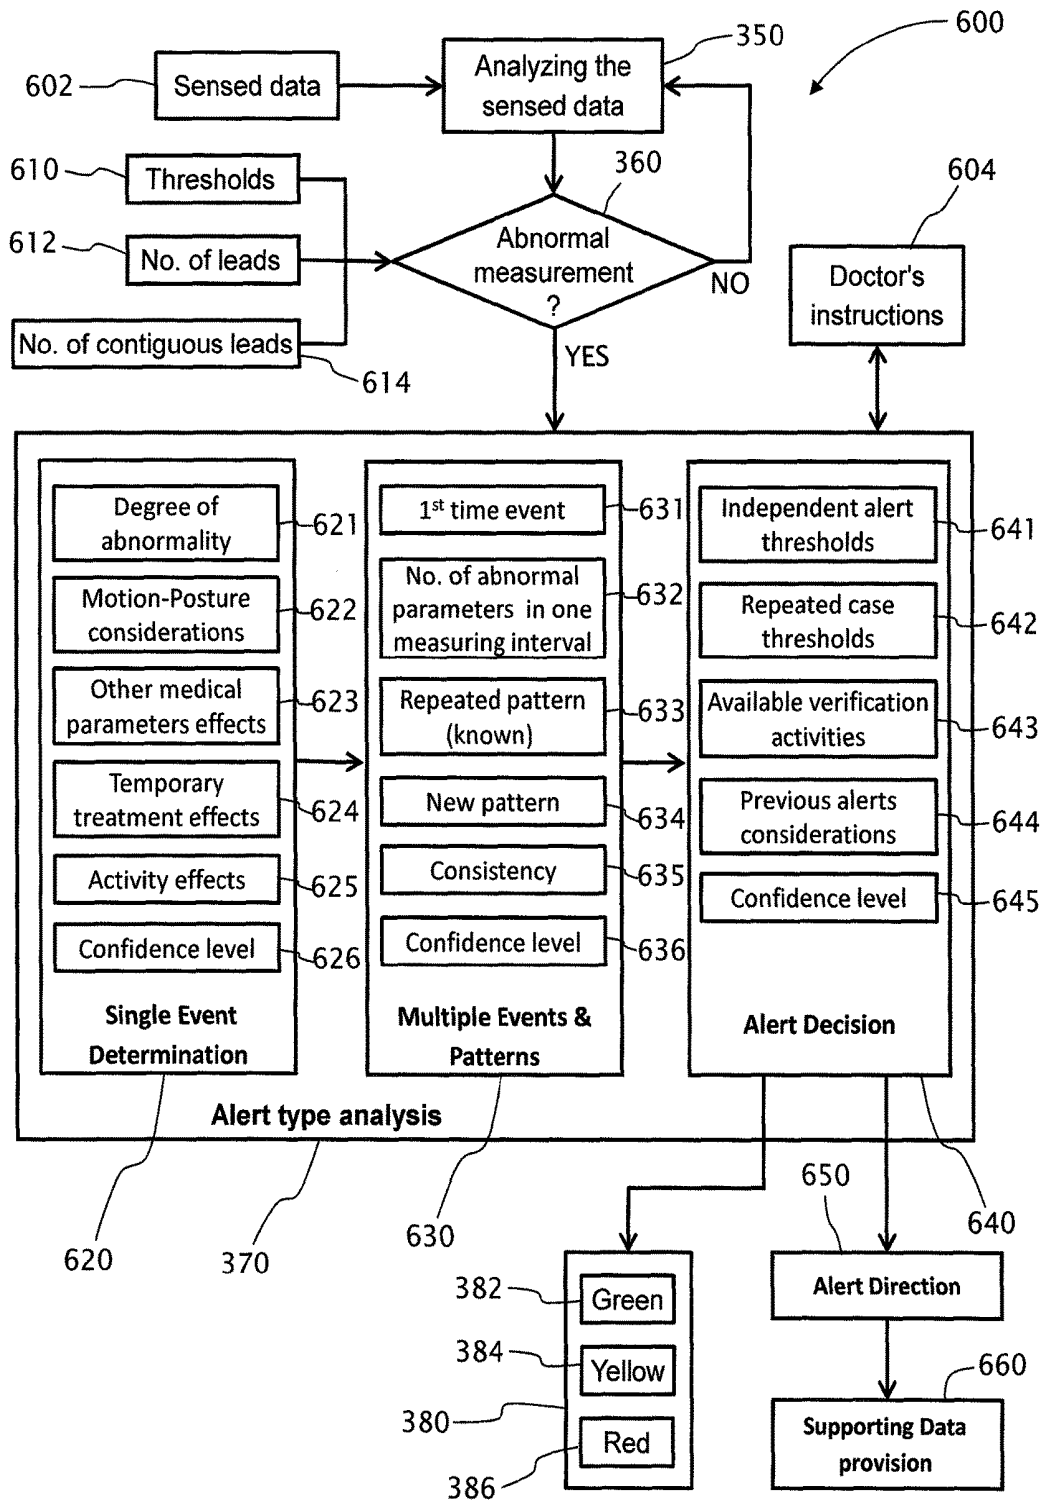 350
600
602
Sensed data
Analyzing the
sensed data
610
Thresholds
360
604
612
No. of leads
Abnormal
measurement
?
NO
Doctor's
instructions
No. of contiguous leads
614
YES
Degree of
abnormality
621
Motion-Posture
considerations
622
Other medical
parameters effects
623
Temporary
treatment effects
624
Activity effects
625
Confidence level
626
Single Event
Determination
1st time event
631
No. of abnormal
parameters in one
measuring interval
632
Repeated pattern
(known)
633
New pattern
634
Consistency
635
Confidence level
636
Multiple Events &
Patterns
Independent alert
thresholds
641
Repeated case
thresholds
642
Available verification
activities
643
Previous alerts
considerations
644
Confidence level
645
Alert Decision
Alert type analysis
620
370
630
650
640
382
Green
384
Yellow
380
Red
386
Alert Direction
660
Supporting Data
provision